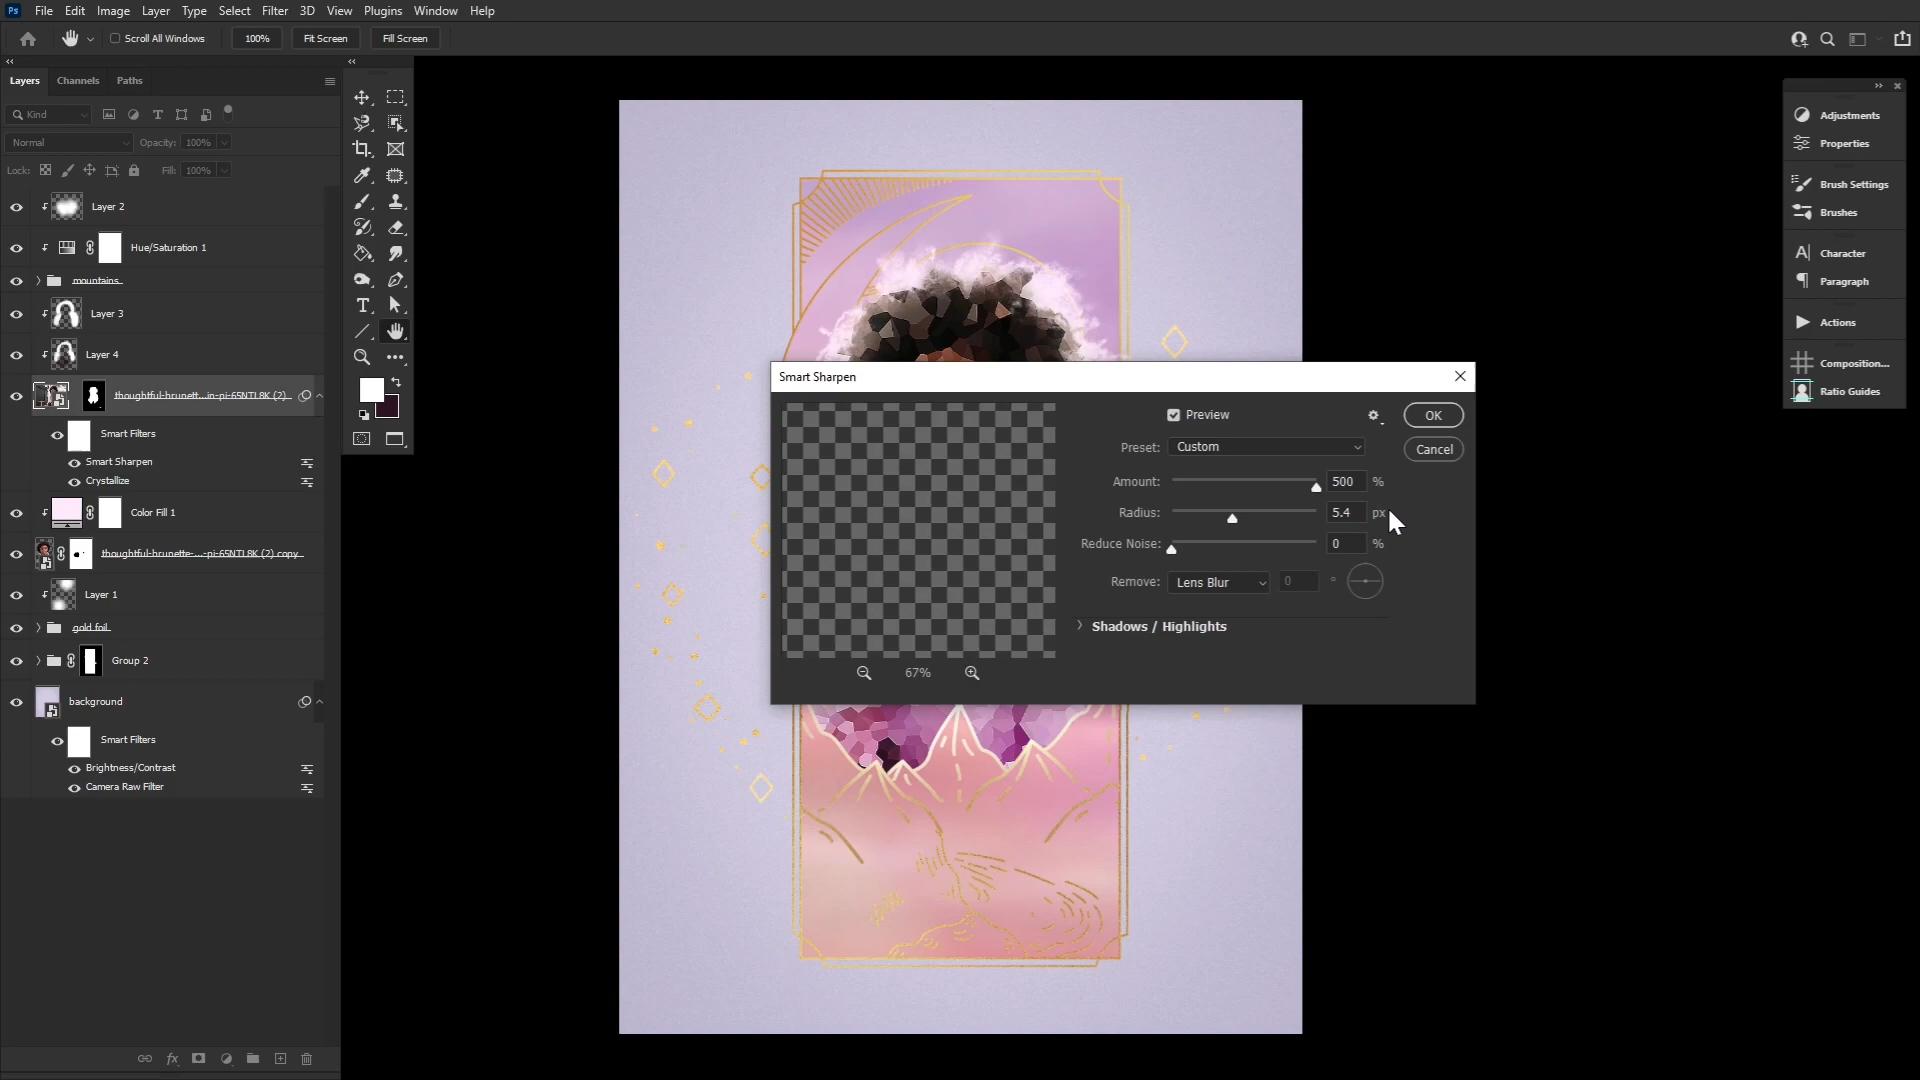 Ps File Edit Image Layer Type Select Filter 3D View Plugins Window Help
Scroll All Windows 100% Fit Screen Fill Screen
Layers Channels Paths
Kind
Normal Opacity: 100%
Lock: Fill: 100%
Layer 2
Hue/Saturation 1
mountains
Layer 3
Layer 4
thoughtful-brunett...in-pj-65NTL8K (2)
Smart Filters
Smart Sharpen
Crystallize
Color Fill 1
thoughtful-brunette-...-pj-65NTL8K (2) copy
Layer 1
gold foil
Group 2
background
Smart Filters
Brightness/Contrast
Camera Raw Filter
Smart Sharpen
Preview
OK
Preset: Custom
Cancel
Amount: 500 %
Radius: 5.4 px
Reduce Noise: 0 %
Remove: Lens Blur 0 °
Shadows / Highlights
67%
Adjustments
Properties
Brush Settings
Brushes
Character
Paragraph
Actions
Composition...
Ratio Guides